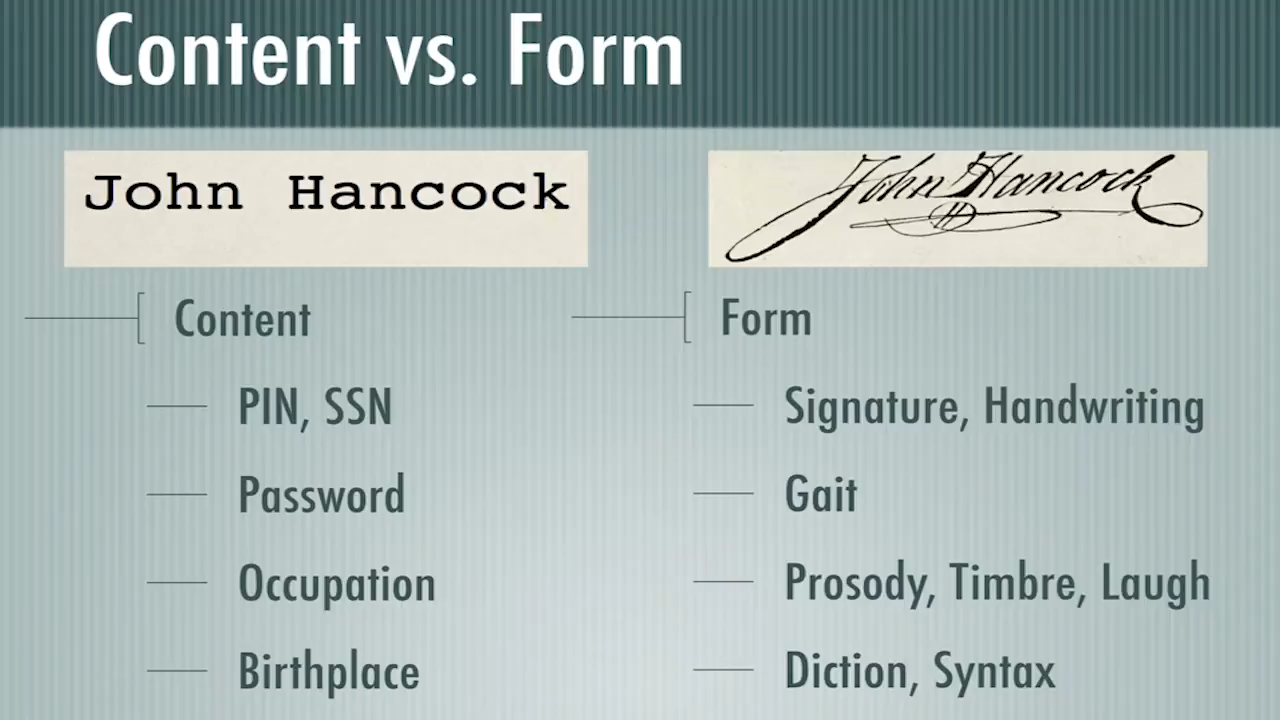 Content vs. Form
John Hancock
John Hancock
Content
PIN, SSN
Password
Occupation
Birthplace
Form
Signature, Handwriting
Gait
Prosody, Timbre, Laugh
Diction, Syntax